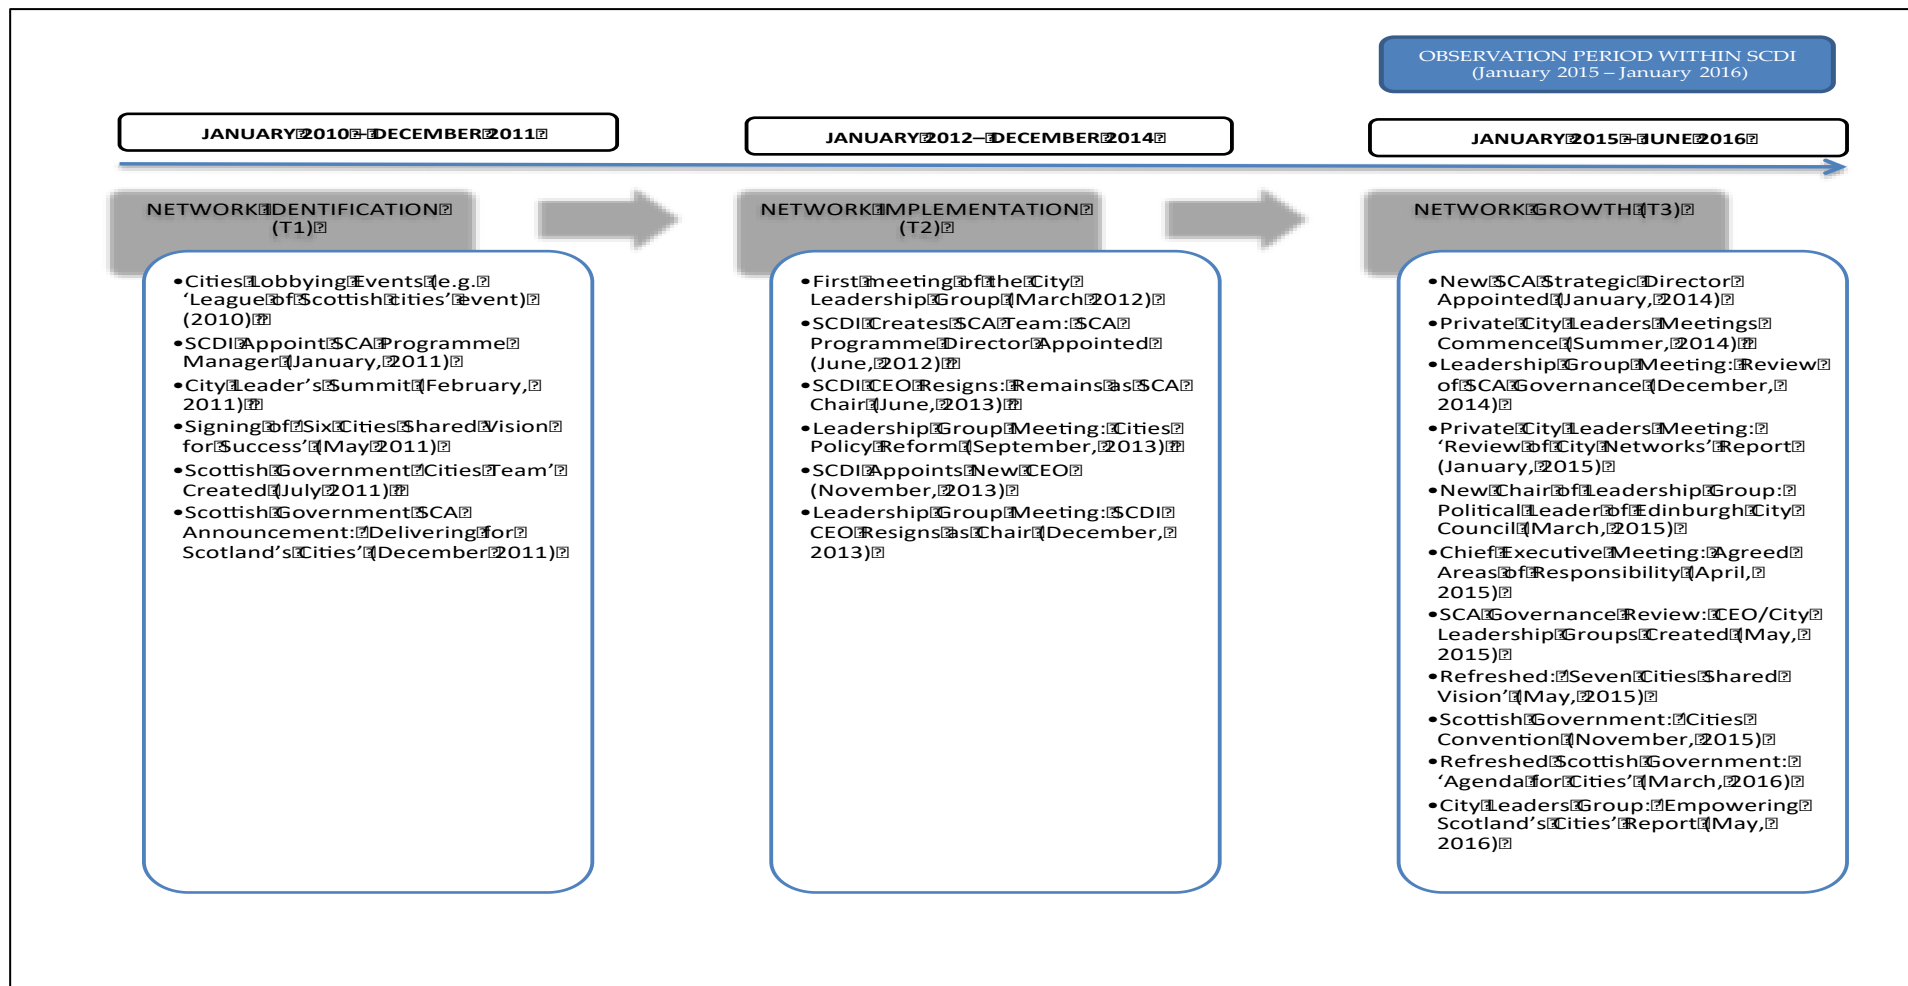 OBSERVATION PERIOD WITHIN SCDI
(January 2015 – January 2016)
JANUARY 2010 – DECEMBER 2011
JANUARY 2012 – DECEMBER 2014
JANUARY 2015 – JUNE 2016
NETWORK IDENTIFICATION
(T1)
•Cities Lobbying Events (e.g.
‘League of Scottish cities’ event)
(2010)
•SCDI Appoint SCA Programme
Manager (January, 2011)
•City Leader’s Summit (February,
2011)
•Signing of ‘Six Cities Shared Vision
for Success’ (May 2011)
•Scottish Government ‘Cities Team’
Created (July 2011)
•Scottish Government SCA
Announcement: ‘Delivering for
Scotland’s Cities’ (December 2011)
NETWORK IMPLEMENTATION
(T2)
•First meeting of the City
Leadership Group (March 2012)
•SCDI Creates SCA Team: SCA
Programme Director Appointed
(June, 2012)
•SCDI CEO Resigns: Remains as SCA
Chair (June, 2013)
•Leadership Group Meeting: Cities
Policy Reform (September, 2013)
•SCDI Appoints New CEO
(November, 2013)
•Leadership Group Meeting: SCDI
CEO Resigns as Chair (December,
2013)
NETWORK GROWTH (T3)
•New SCA Strategic Director
Appointed (January, 2014)
•Private City Leaders Meetings
Commence (Summer, 2014)
•Leadership Group Meeting: Review
of SCA Governance (December,
2014)
•Private City Leaders Meeting:
‘Review of City Networks’ Report
(January, 2015)
•New Chair of Leadership Group:
Political Leader of Edinburgh City
Council (March, 2015)
•Chief Executive Meeting: Agreed
Areas of Responsibility (April,
2015)
•SCA Governance Review: CEO/City
Leadership Groups Created (May,
2015)
•Refreshed: ‘Seven Cities Shared
Vision’ (May, 2015)
•Scottish Government: ‘Cities
Convention (November, 2015)
•Refreshed Scottish Government:
‘Agenda for Cities’ (March, 2016)
•City Leaders Group: ‘Empowering
Scotland’s Cities’ Report (May,
2016)